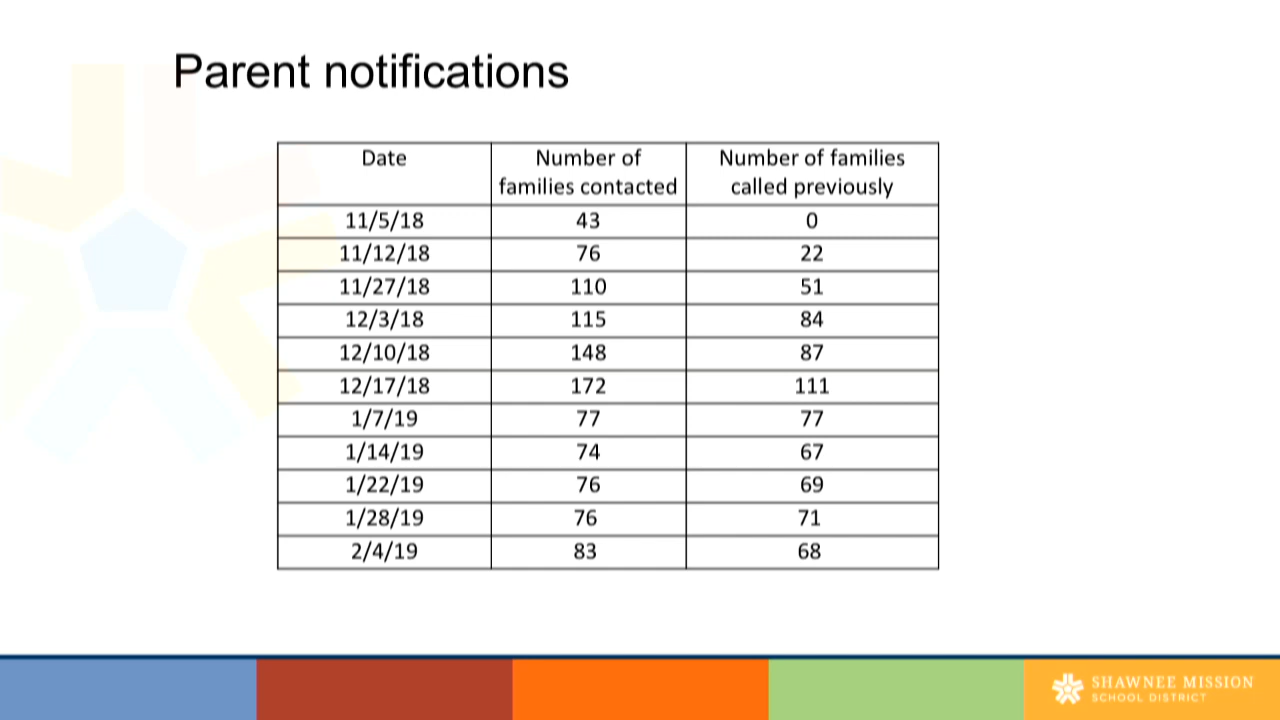 Parent notifications
Date Number of families contacted Number of families called previously
11/5/18 43 0
11/12/18 76 22
11/27/18 110 51
12/3/18 115 84
12/10/18 148 87
12/17/18 172 111
1/7/19 77 77
1/14/19 74 67
1/22/19 76 69
1/28/19 76 71
2/4/19 83 68
SHAWNEE MISSION
SCHOOL DISTRICT